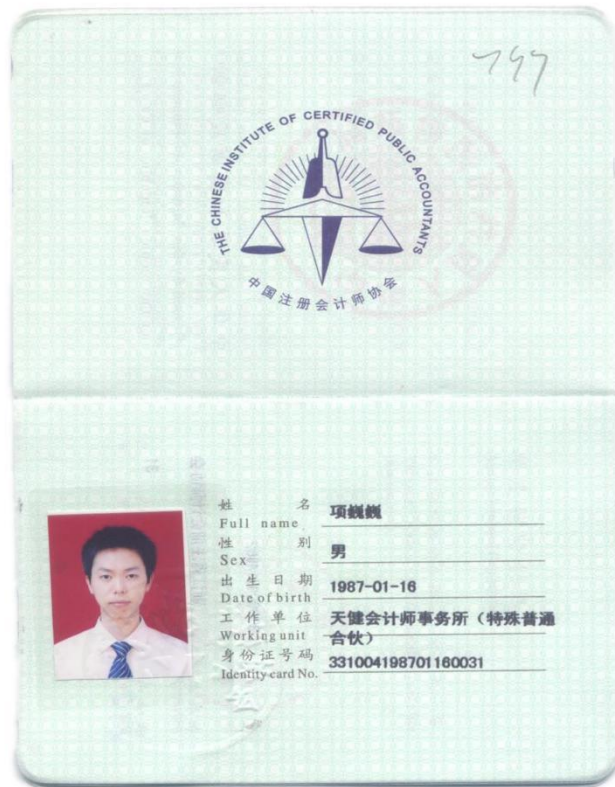 THE CHINESE INSTITUTE OF CERTIFIED PUBLIC ACCOUNTANTS
中国注册会计师协会
姓名 项巍巍
Full name
性别 男
Sex
出生日期 1987-01-16
Date of birth
工作单位 天健会计师事务所（特殊普通
Working unit 合伙）
身份证号码 331004198701160031
Identity card No.